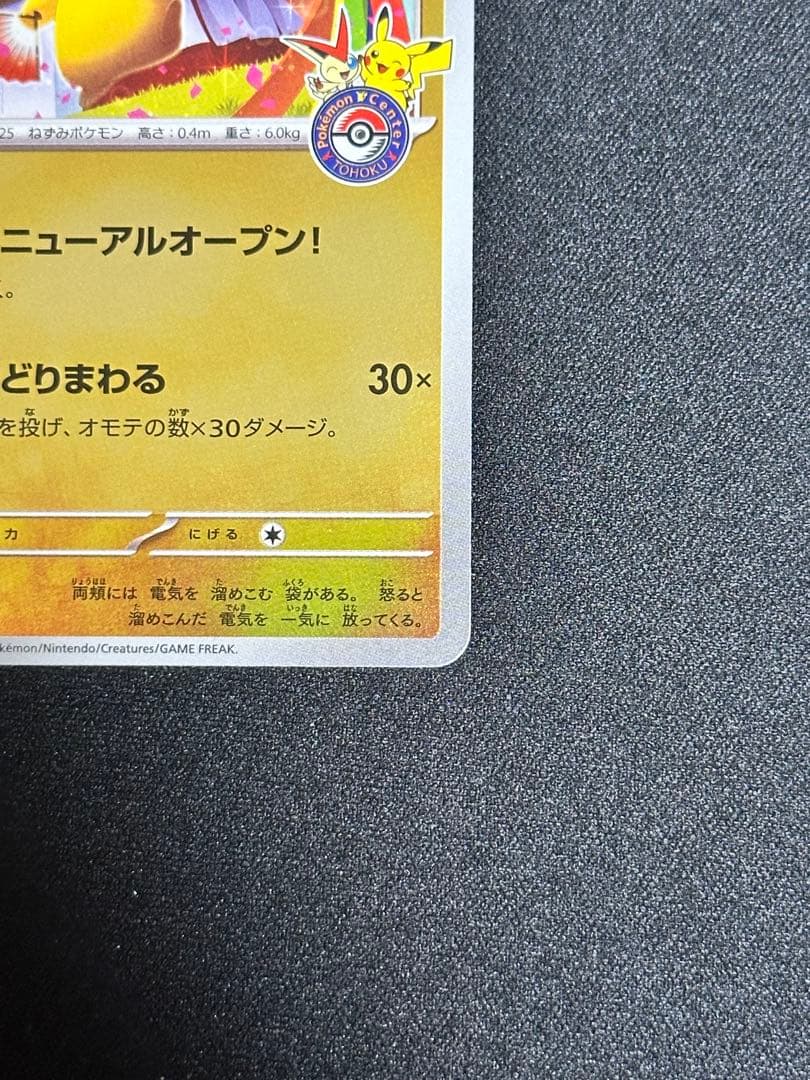 25 ねずみポケモン 高さ:0.4m 重さ:6.0kg
Pokémon Center
TOHOKU
ニューアルオープン!
。
どりまわる 30×
を投げ、オモテの数×30ダメージ。
力 にげる
両頬には 電気を 溜めこむ 袋がある。 怒ると
溜めこんだ 電気を 一気に 放ってくる。
kémon/Nintendo/Creatures/GAME FREAK.